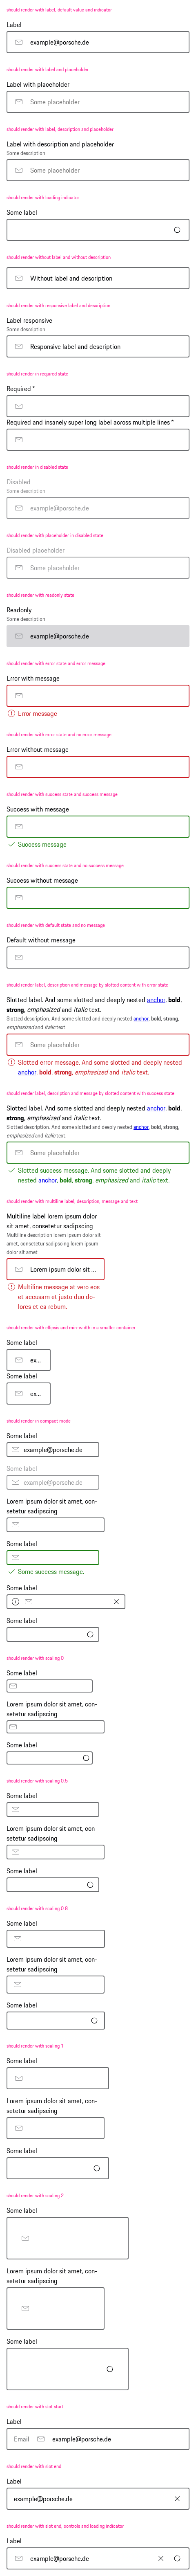 should render with label, default value and indicator
Label
example@porsche.de
should render with label and placeholder
Label with placeholder
Some placeholder
should render with label, description and placeholder
Label with description and placeholder
Some description
Some placeholder
should render with loading indicator
Some label
should render without label and without description
Without label and description
should render with responsive label and description
Label responsive
Some description
Responsive label and description
should render in required state
Required *
Required and insanely super long label across multiple lines *
should render in disabled state
Disabled
Some description
example@porsche.de
should render with placeholder in disabled state
Disabled placeholder
Some placeholder
should render with readonly state
Readonly
Some description
example@porsche.de
should render with error state and error message
Error with message
Error message
should render with error state and no error message
Error without message
should render with success state and success message
Success with message
Success message
should render with success state and no success message
Success without message
should render with default state and no message
Default without message
should render label, description and message by slotted content with error state
Slotted label. And some slotted and deeply nested anchor, bold,
strong, emphasized and italic text.
Slotted description. And some slotted and deeply nested anchor, bold, strong,
emphasized and italic text.
Some placeholder
Slotted error message. And some slotted and deeply nested
anchor, bold, strong, emphasized and italic text.
should render label, description and message by slotted content with success state
Slotted label. And some slotted and deeply nested anchor, bold,
strong, emphasized and italic text.
Slotted description. And some slotted and deeply nested anchor, bold, strong,
emphasized and italic text.
Some placeholder
Slotted success message. And some slotted and deeply
nested anchor, bold, strong, emphasized and italic text.
should render with multiline label, description, message and text
Multiline label lorem ipsum dolor
sit amet, consetetur sadipscing
Multiline description lorem ipsum dolor sit
amet, consetetur sadipscing lorem ipsum
dolor sit amet
Lorem ipsum dolor sit ...
Multiline message at vero eos
et accusam et justo duo do-
lores et ea rebum.
should render with ellipsis and min-width in a smaller container
Some label
ex...
Some label
ex...
should render in compact mode
Some label
example@porsche.de
Some label
example@porsche.de
Lorem ipsum dolor sit amet, con-
setetur sadipscing
Some label
Some success message.
Some label
Some label
should render with scaling 0
Some label
Lorem ipsum dolor sit amet, con-
setetur sadipscing
Some label
should render with scaling 0.5
Some label
Lorem ipsum dolor sit amet, con-
setetur sadipscing
Some label
should render with scaling 0.8
Some label
Lorem ipsum dolor sit amet, con-
setetur sadipscing
Some label
should render with scaling 1
Some label
Lorem ipsum dolor sit amet, con-
setetur sadipscing
Some label
should render with scaling 2
Some label
Lorem ipsum dolor sit amet, con-
setetur sadipscing
Some label
should render with slot start
Label
Email example@porsche.de
should render with slot end
Label
example@porsche.de
should render with slot end, controls and loading indicator
Label
example@porsche.de